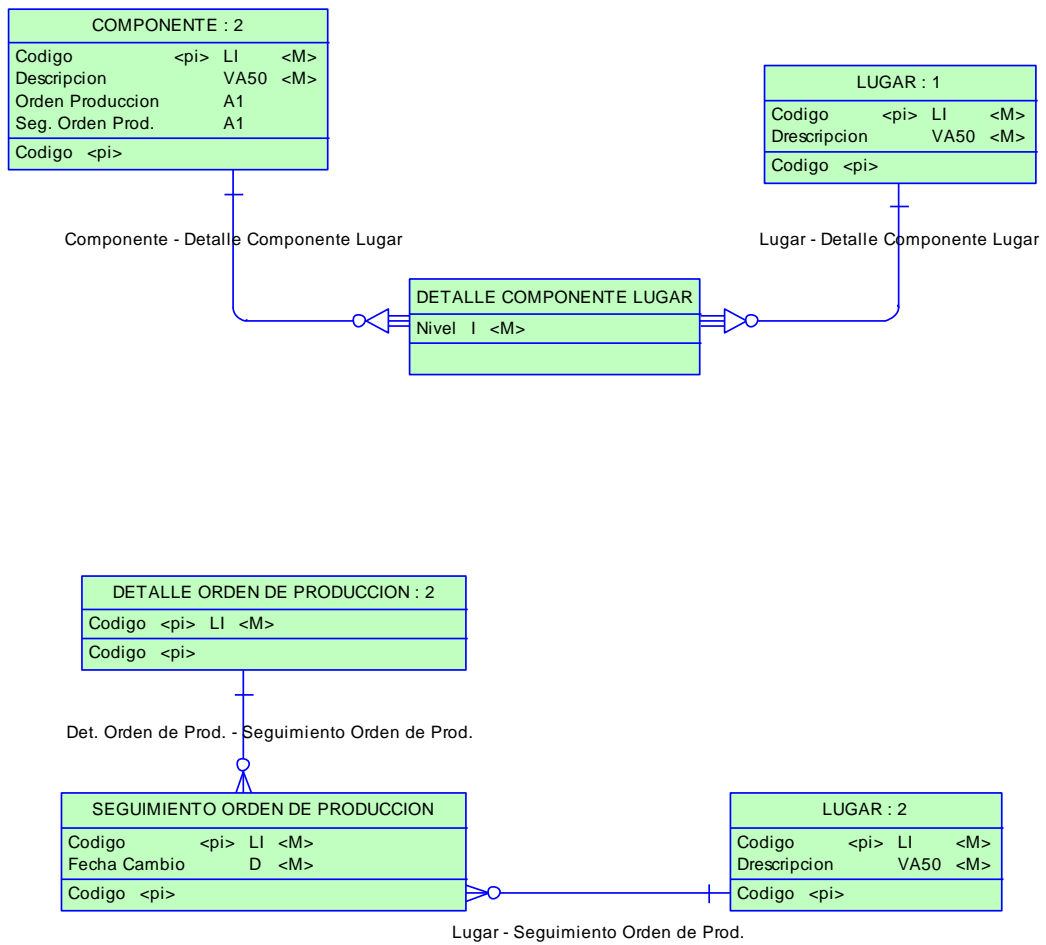 COMPONENTE : 2
Codigo <pi> LI <M>
Descripcion VA50 <M>
Orden Produccion A1
Seg. Orden Prod. A1
Codigo <pi>
LUGAR : 1
Codigo <pi> LI <M>
Drescripcion VA50 <M>
Codigo <pi>
Componente - Detalle Componente Lugar
Lugar - Detalle Componente Lugar
DETALLE COMPONENTE LUGAR
Nivel I <M>
DETALLE ORDEN DE PRODUCCION : 2
Codigo <pi> LI <M>
Codigo <pi>
Det. Orden de Prod. - Seguimiento Orden de Prod.
SEGUIMIENTO ORDEN DE PRODUCCION
Codigo <pi> LI <M>
Fecha Cambio D <M>
Codigo <pi>
LUGAR : 2
Codigo <pi> LI <M>
Drescripcion VA50 <M>
Codigo <pi>
Lugar - Seguimiento Orden de Prod.